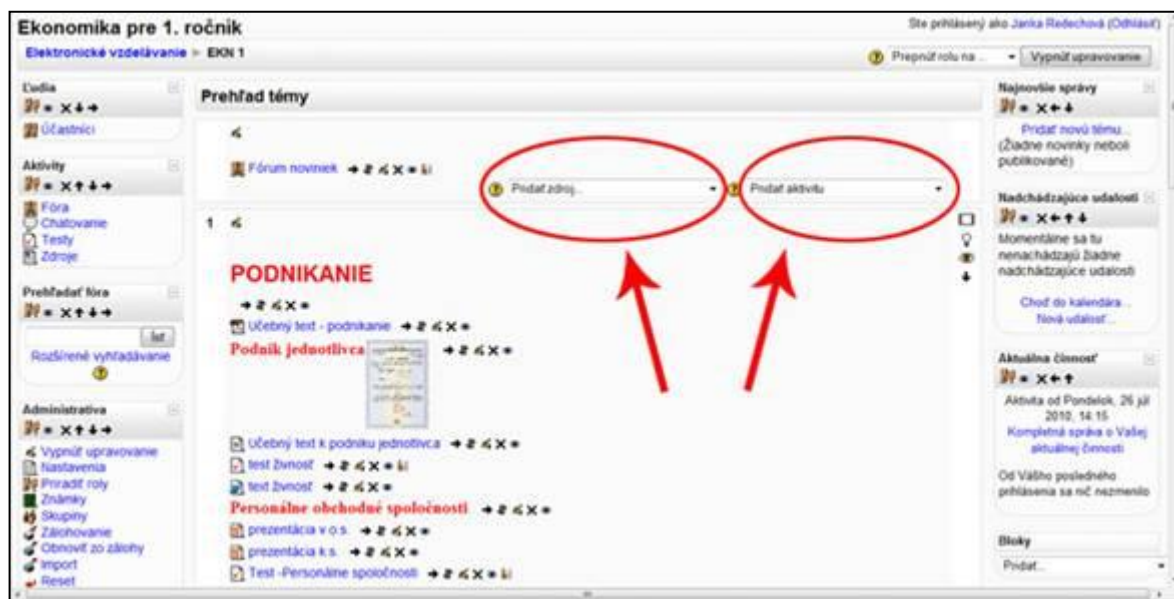 Ekonomika pre 1. ročník
Ste prihlásený ako Janka Redechová (Odhlásiť)
Elektronické vzdelávanie ► EKN 1
Prepnúť rolu na ...
Vypnúť upravovanie
Ľudia
Účastníci
Aktivity
Fóra
Chatovanie
Testy
Zdroje
Prehľadať fóra
Ísť
Rozšírené vyhľadávanie
Administratíva
Vypnúť upravovanie
Nastavenia
Priradiť roly
Známky
Skupiny
Zálohovanie
Obnoviť zo zálohy
Import
Reset
Prehľad témy
Fórum noviniek
Pridať zdroj...
Pridať aktivitu
1
PODNIKANIE
Učebný text - podnikanie
Podnik jednotlivca
Učebný text k podniku jednotlivca
test živnosť
text živnosť
Personálne obchodné spoločnosti
prezentácia v.o.s.
prezentácia k.s.
Test -Personálne spoločnosti
Najnovšie správy
Pridať novú tému...
(Žiadne novinky neboli
publikované)
Nadchádzajúce udalosti
Momentálne sa tu
nenachádzajú žiadne
nadchádzajúce udalosti
Choď do kalendára...
Nová udalosť...
Aktuálna činnosť
Aktivita od Pondelok, 26 júl
2010, 14:15
Kompletná správa o Vašej
aktuálnej činnosti
Od Vášho posledného
prihlásenia sa nič nezmenilo
Bloky
Pridať...